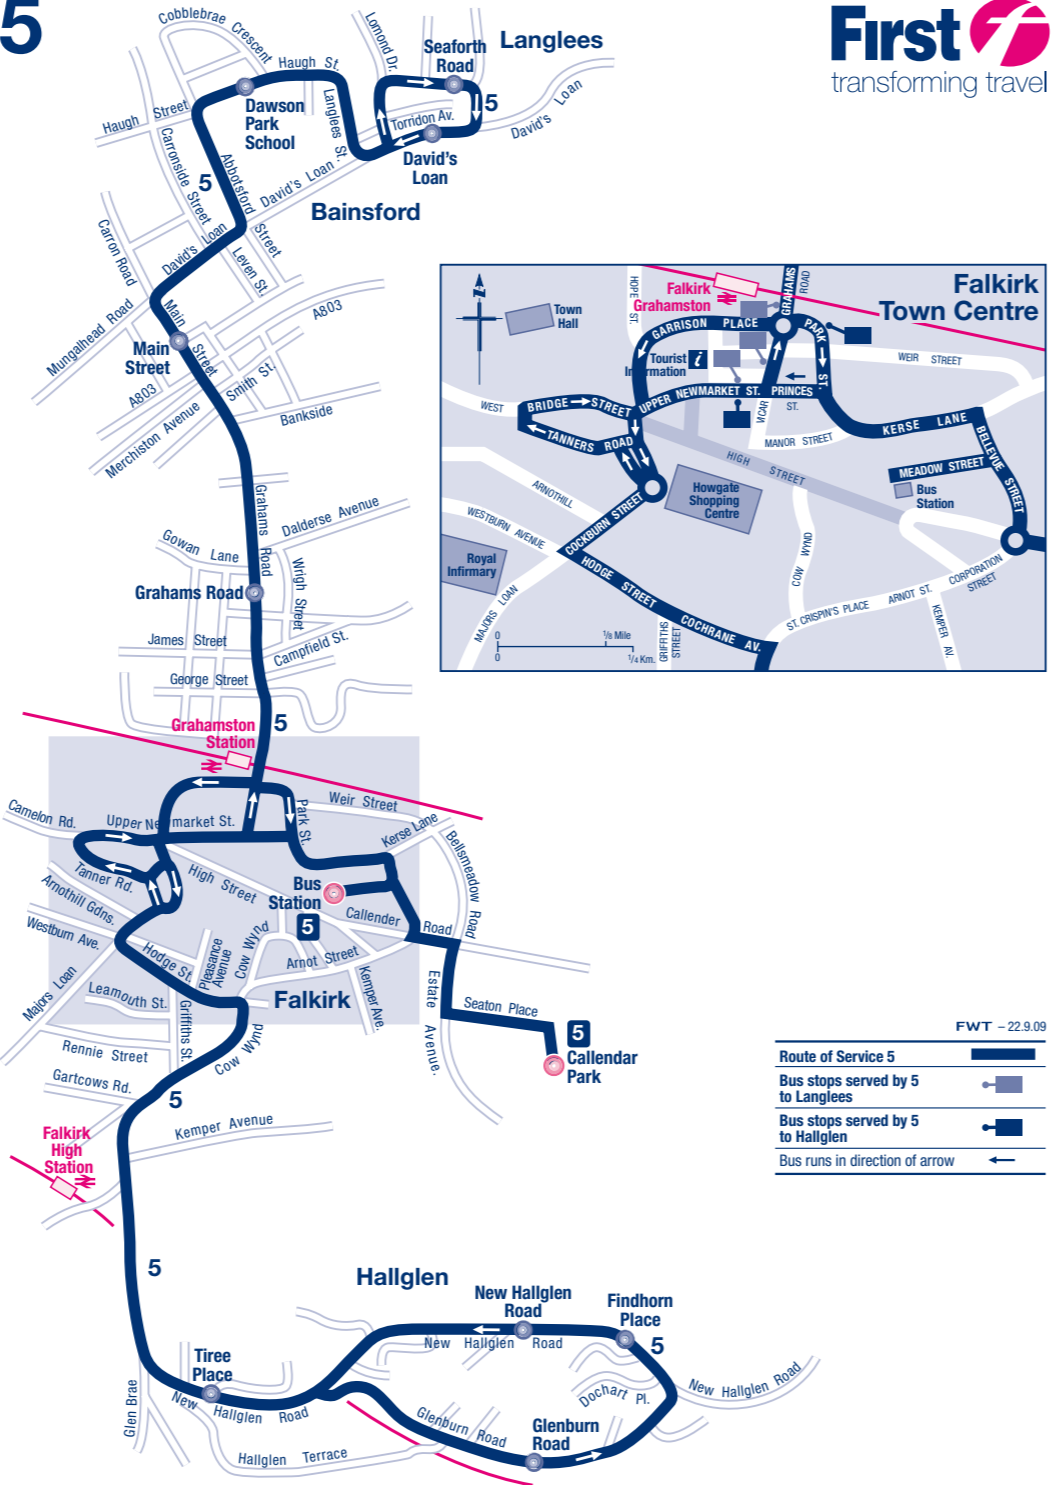 5
First
transforming travel
Cobblebrae Crescent
Lomond Dr.
Seaforth
Road
Langlees
Haugh St.
Dawson
Park
School
Haugh Street
Langlees St.
Torridon Av.
5
David's Loan
David's
Loan
Carronside Street
5
Abbotsford Street
David's Loan
Bainsford
Carron Road
David's Loan
Leven St.
Mungalhead Road
Main Street
Main
Street
A803
A803
Smith St.
Merchiston Avenue
Bankside
Grahams Road
Dalderse Avenue
Gowan Lane
Wrigh Street
Grahams Road
James Street
Campfield St.
George Street
Grahamston
Station
5
Falkirk
Town Centre
N
HOPE ST.
Town
Hall
Falkirk
Grahamston
GRAHAMS ROAD
GARRISON PLACE
PARK ST.
Tourist
Information
i
WEIR STREET
WEST BRIDGE STREET
UPPER NEWMARKET ST.
PRINCES ST.
VICAR
TANNERS ROAD
MANOR STREET
KERSE LANE
HIGH STREET
BELLEVUE STREET
MEADOW STREET
Bus
Station
Howgate
Shopping
Centre
ARNOTHILL
COCKBURN STREET
WESTBURN AVENUE
Royal
Infirmary
HODGE STREET
COW WYND
MAJORS LOAN
COCHRANE AV.
GRIFFITHS STREET
ST. CRISPIN'S PLACE
ARNOT ST.
CORPORATION STREET
KEMPER AV.
0
1/8 Mile
0
1/4 Km.
Camelon Rd.
Upper Newmarket St.
Park St.
Weir Street
Kerse Lane
Bellsmeadow Road
Tanner Rd.
High Street
Bus
Station
5
Arnothill Gdns.
Westburn Ave.
Callender Road
Hodge St.
Pleasance Avenue
Cow Wynd
Arnot Street
Majors Loan
Leamouth St.
Griffiths St.
Falkirk
Kemper Ave.
Estate Avenue.
Seaton Place
5
Callendar
Park
Rennie Street
Cow Wynd
Gartcows Rd.
5
Kemper Avenue
Falkirk
High
Station
FWT – 22.9.09
Route of Service 5
Bus stops served by 5
to Langlees
Bus stops served by 5
to Hallglen
Bus runs in direction of arrow
5
Hallglen
New Hallglen
Road
Findhorn
Place
5
New Hallglen Road
Tiree
Place
Glen Brae
New Hallglen Road
Dochart Pl.
New Hallglen Road
Glenburn Road
Glenburn
Road
Hallglen Terrace